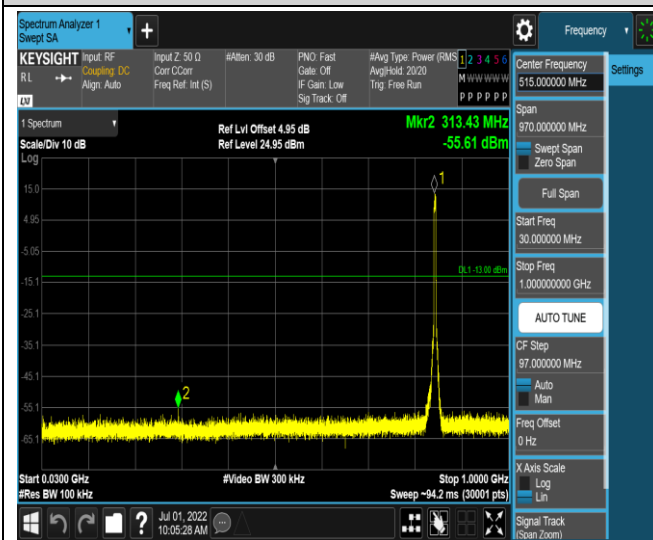 Spectrum Analyzer 1
Swept SA
Frequency
KEYSIGHT
RL
LXI
Input: RF
Coupling: DC
Align: Auto
Input Z: 50 Ω
Corr CCorr
Freq Ref: Int (S)
#Atten: 30 dB
PNO: Fast
Gate: Off
IF Gain: Low
Sig Track: Off
#Avg Type: Power (RMS
Avg|Hold: 20/20
Trig: Free Run
1 2 3 4 5 6
M W W W W W
P P P P P P
Center Frequency
515.000000 MHz
Settings
Span
970.000000 MHz
Swept Span
Zero Span
Full Span
Start Freq
30.000000 MHz
Stop Freq
1.000000000 GHz
AUTO TUNE
CF Step
97.000000 MHz
Auto
Man
Freq Offset
0 Hz
X Axis Scale
Log
Lin
Signal Track
(Span Zoom)
1 Spectrum
Scale/Div 10 dB
Log
Ref Lvl Offset 4.95 dB
Ref Level 24.95 dBm
Mkr2 313.43 MHz
-55.61 dBm
1
15.0
4.95
-5.05
DL1 -13.00 dBm
-15.1
-25.1
-35.1
-45.1
2
-55.1
-65.1
Start 0.0300 GHz
#Res BW 100 kHz
#Video BW 300 kHz
Stop 1.0000 GHz
Sweep ~94.2 ms (30001 pts)
?
Jul 01, 2022
10:05:28 AM